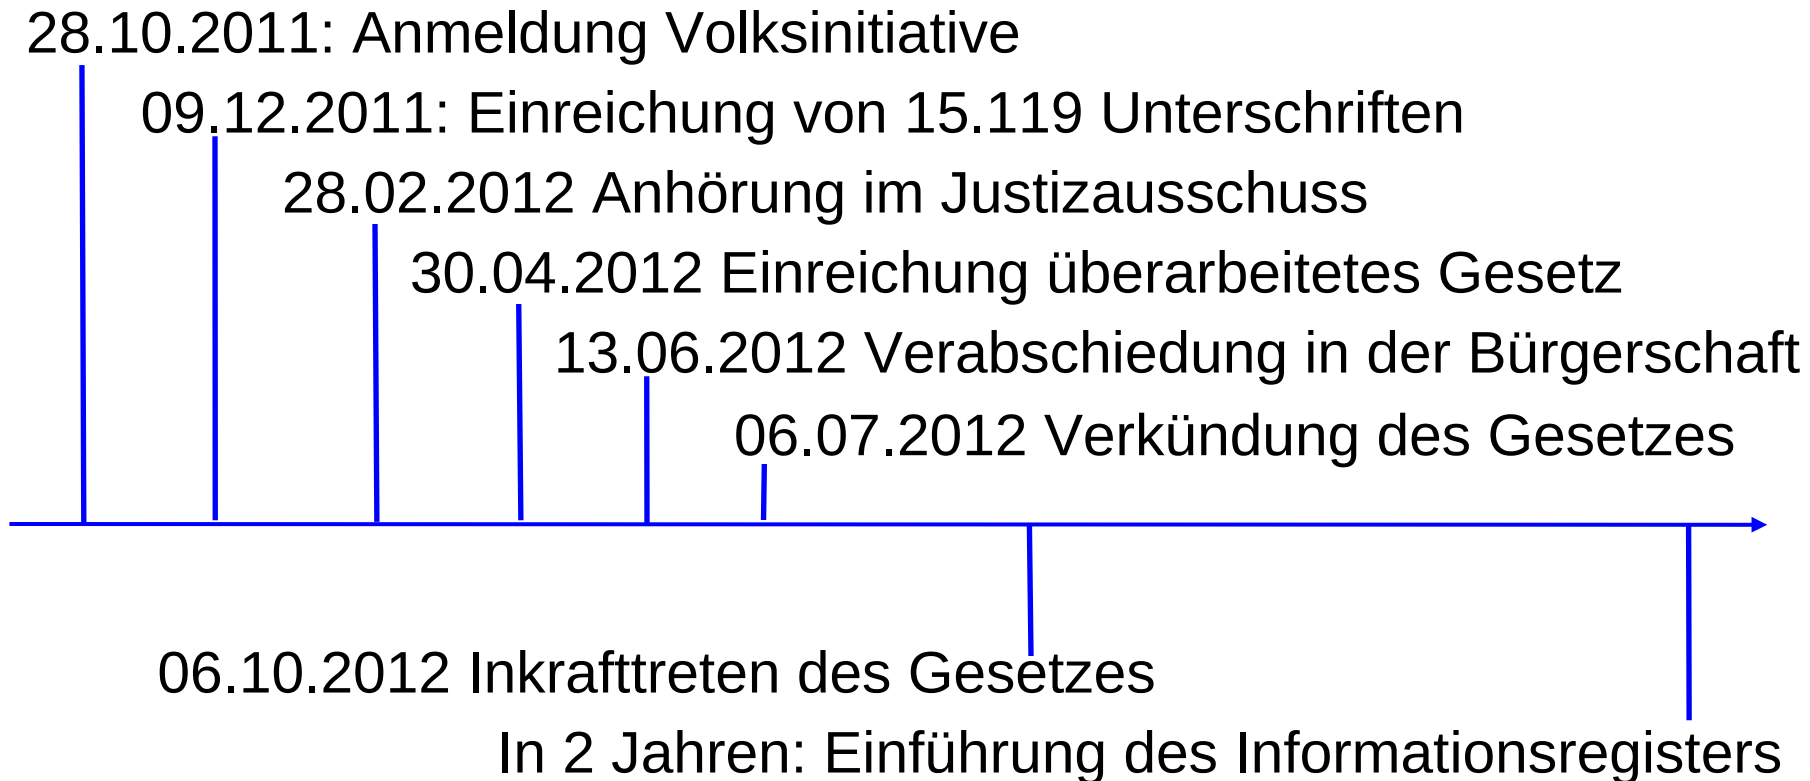 28.10.2011: Anmeldung Volksinitiative
09.12.2011: Einreichung von 15.119 Unterschriften
28.02.2012 Anhörung im Justizausschuss
30.04.2012 Einreichung überarbeitetes Gesetz
13.06.2012 Verabschiedung in der Bürgerschaft
06.07.2012 Verkündung des Gesetzes
06.10.2012 Inkrafttreten des Gesetzes
In 2 Jahren: Einführung des Informationsregisters